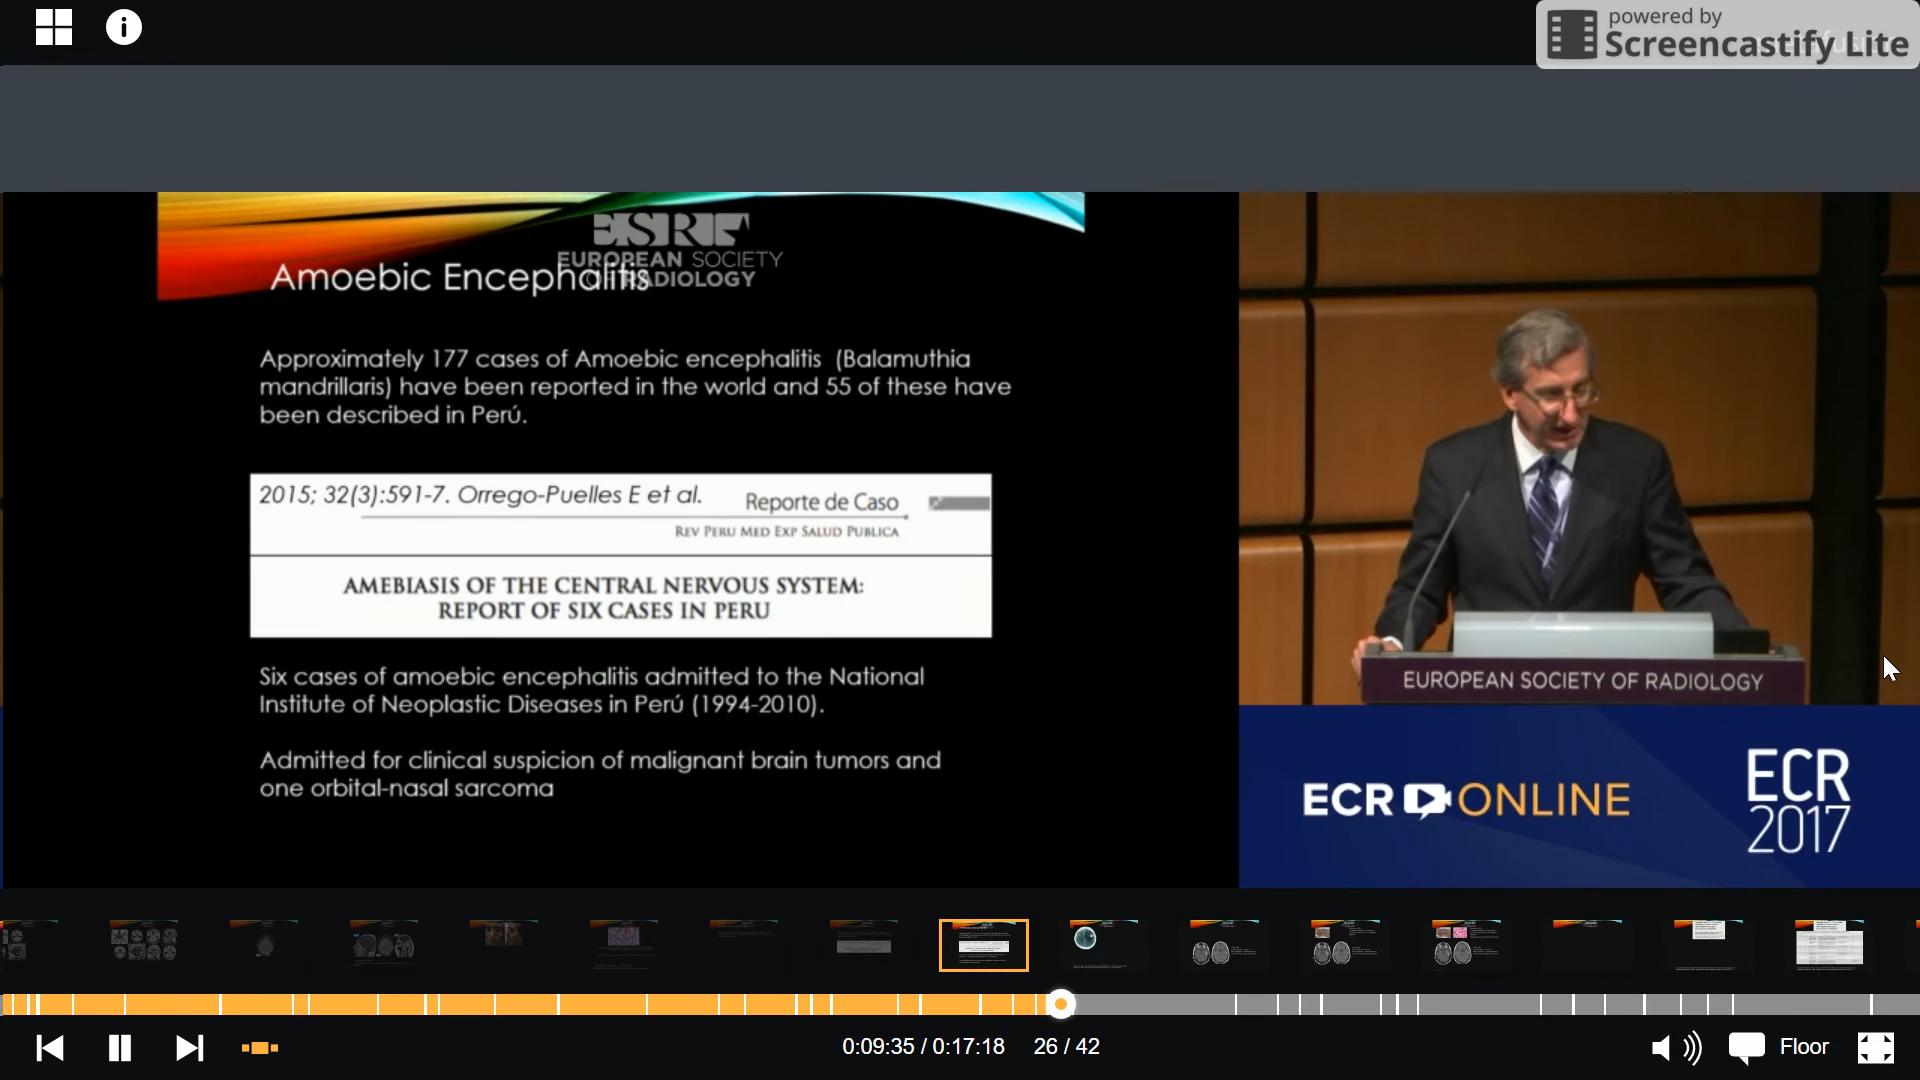 powered by
Screencastify Lite
ESR
EUROPEAN SOCIETY
OF RADIOLOGY
Amoebic Encephalitis
Approximately 177 cases of Amoebic encephalitis (Balamuthia
mandrillaris) have been reported in the world and 55 of these have
been described in Perú.
2015; 32(3):591-7. Orrego-Puelles E et al.
Reporte de Caso
REV PERU MED EXP SALUD PUBLICA
AMEBIASIS OF THE CENTRAL NERVOUS SYSTEM:
REPORT OF SIX CASES IN PERU
Six cases of amoebic encephalitis admitted to the National
Institute of Neoplastic Diseases in Perú (1994-2010).
Admitted for clinical suspicion of malignant brain tumors and
one orbital-nasal sarcoma
EUROPEAN SOCIETY OF RADIOLOGY
ECR ONLINE
ECR
2017
0:09:35 / 0:17:18 26 / 42
Floor